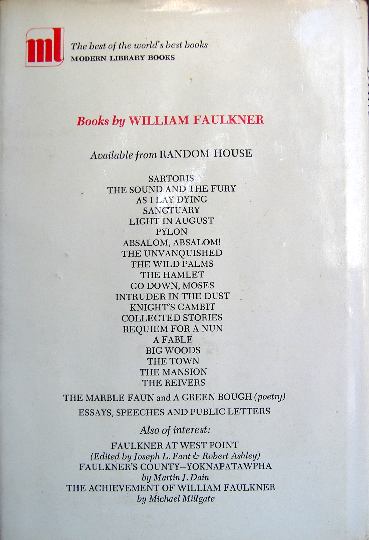 ml
The best of the world's best books
MODERN LIBRARY BOOKS
Books by WILLIAM FAULKNER
Available from RANDOM HOUSE
SARTORIS
THE SOUND AND THE FURY
AS I LAY DYING
SANCTUARY
LIGHT IN AUGUST
PYLON
ABSALOM, ABSALOM!
THE UNVANQUISHED
THE WILD PALMS
THE HAMLET
GO DOWN, MOSES
INTRUDER IN THE DUST
KNIGHT'S GAMBIT
COLLECTED STORIES
REQUIEM FOR A NUN
A FABLE
BIG WOODS
THE TOWN
THE MANSION
THE REIVERS
THE MARBLE FAUN and A GREEN BOUGH (poetry)
ESSAYS, SPEECHES AND PUBLIC LETTERS
Also of interest:
FAULKNER AT WEST POINT
(Edited by Joseph L. Fant & Robert Ashley)
FAULKNER'S COUNTY—YOKNAPATAWPHA
by Martin J. Dain
THE ACHIEVEMENT OF WILLIAM FAULKNER
by Michael Millgate